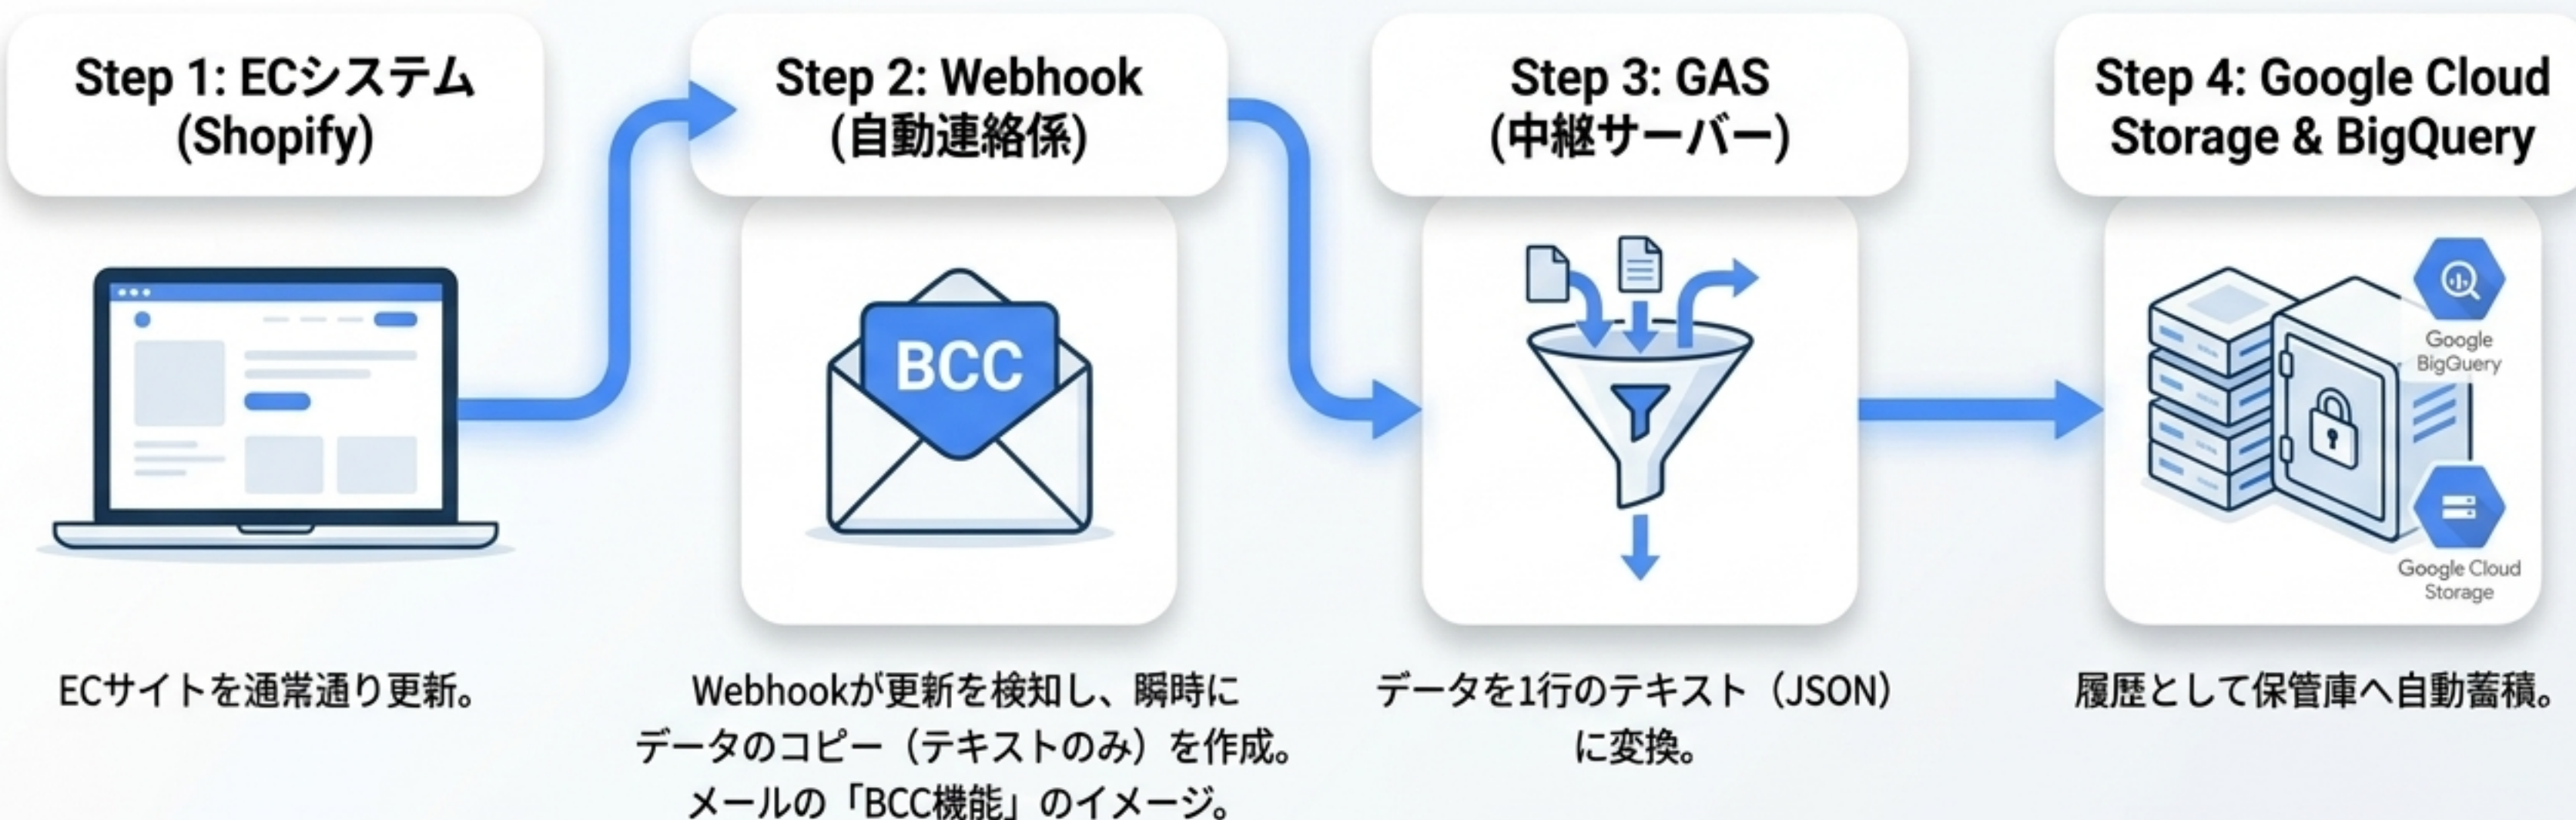 Step 1: ECシステム
(Shopify)
Step 2: Webhook
(自動連絡係)
Step 3: GAS
(中継サーバー)
Step 4: Google Cloud
Storage & BigQuery
BCC
Google
BigGuery
Google Cloud
Storage
ECサイトを通常通り更新。
Webhookが更新を検知し、瞬時に
データのコピー（テキストのみ）を作成。
メールの「BCC機能」のイメージ。
データを1行のテキスト（JSON）
に変換。
履歴として保管庫へ自動蓄積。